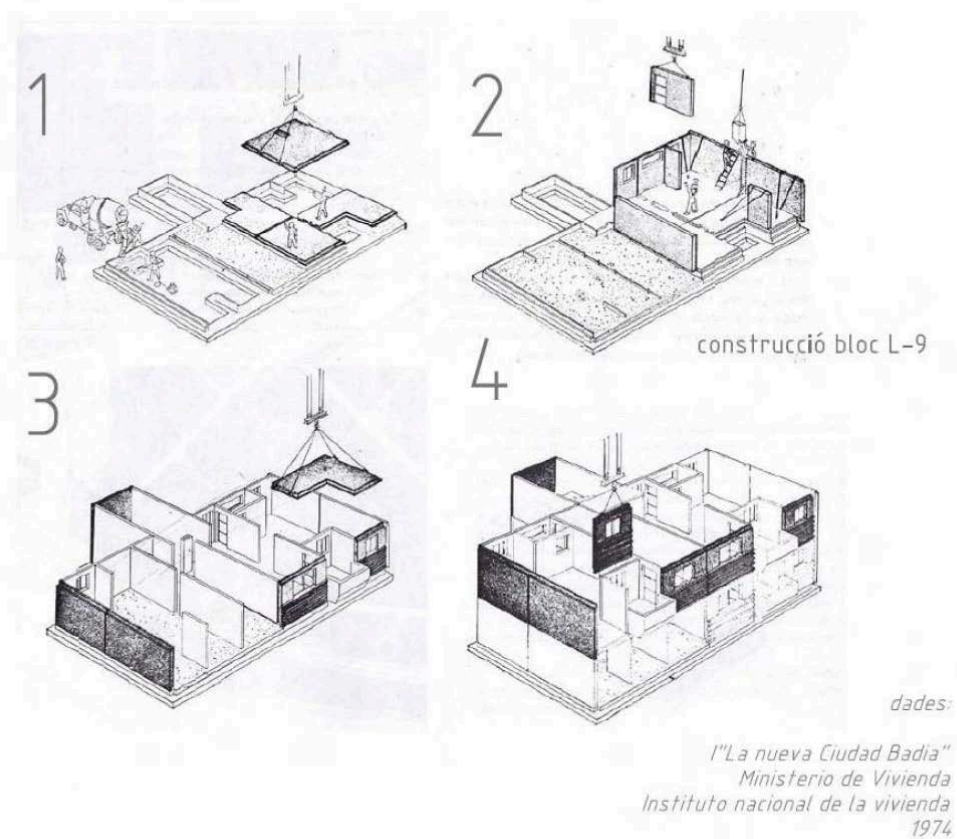 1
2
construcció bloc L-9
3
4
dades:
I"La nueva Ciudad Badia"
Ministerio de Vivienda
Instituto nacional de la vivienda
1974